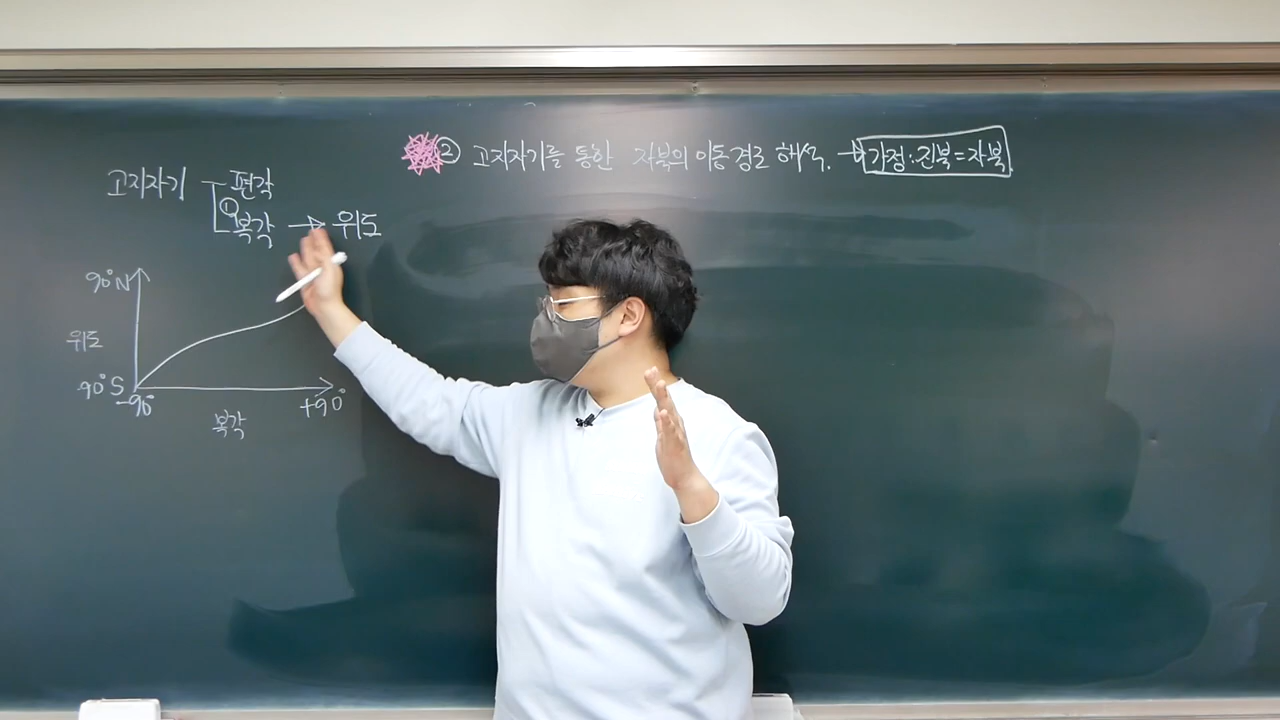 ② 고지자기를 통한 자북의 이동경로 해석. → 가정:진북=자북.
고지자기 편각
① 복각 → 위도
90°N
위도
-90°S
-90°
+90°
복각